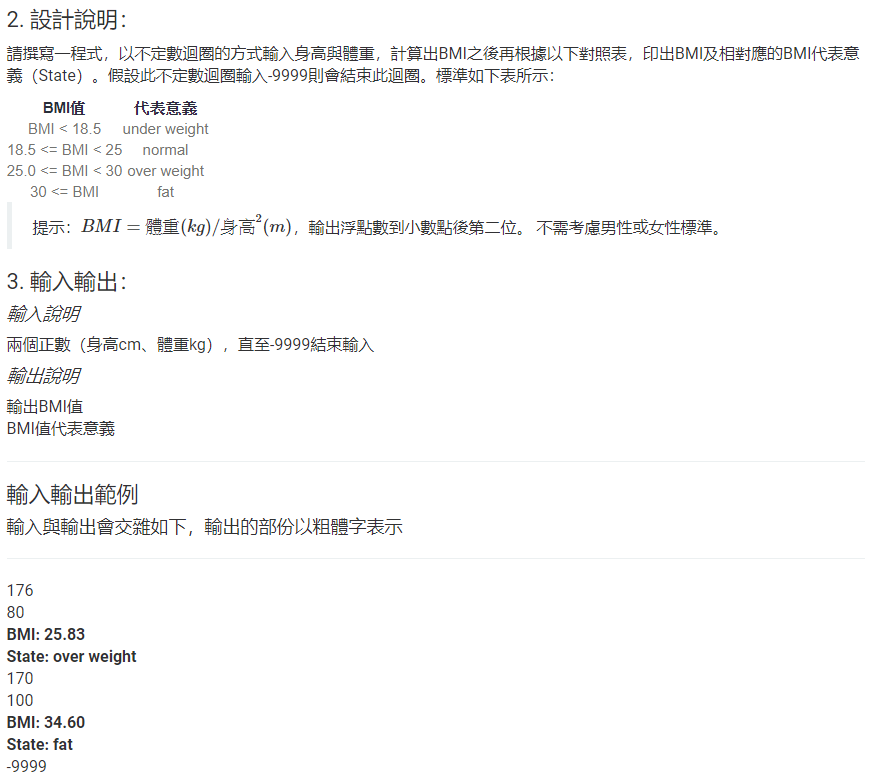 2. 設計說明：
請撰寫一程式，以不定數迴圈的方式輸入身高與體重，計算出BMI之後再根據以下對照表，印出BMI及相對應的BMI代表意
義（State）。假設此不定數迴圈輸入-9999則會結束此迴圈。標準如下表所示：
BMI值 代表意義
BMI < 18.5 under weight
18.5 <= BMI < 25 normal
25.0 <= BMI < 30 over weight
30 <= BMI fat
提示：BMI = 體重(kg)/身高²(m)，輸出浮點數到小數點後第二位。 不需考慮男性或女性標準。
3. 輸入輸出：
輸入說明
兩個正數（身高cm、體重kg），直至-9999結束輸入
輸出說明
輸出BMI值
BMI值代表意義
輸入輸出範例
輸入與輸出會交雜如下，輸出的部份以粗體字表示
176
80
BMI: 25.83
State: over weight
170
100
BMI: 34.60
State: fat
-9999